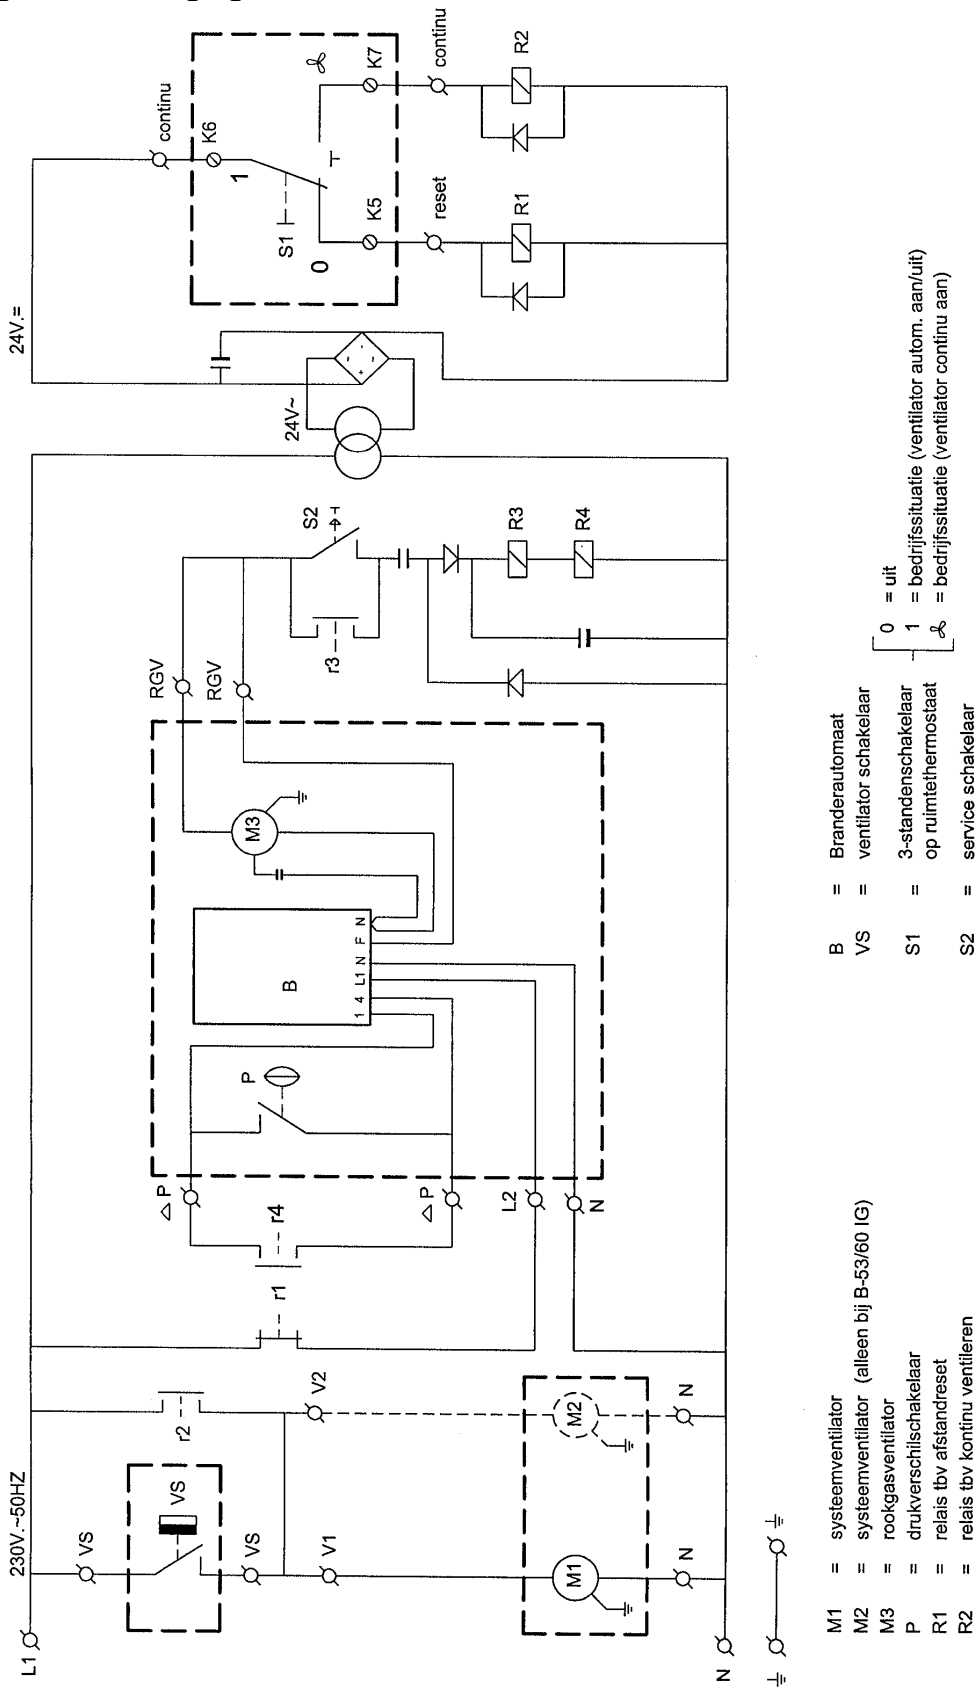 L1
230V.~50HZ
24V.=
VS
VS
VS
r2
V1
V2
M1
M2
N
N
N
r1
r4
△ P
△ P
L2
N
P
B
1 4 L1 N F N
M3
RGV
RGV
r3
S2
R3
R4
24V~
- + - -
continu
K6
1
S1
0
K5
K7
reset
continu
R1
R2
M1 = systeemventilator
M2 = systeemventilator (alleen bij B-53/60 IG)
M3 = rookgasventilator
P = drukverschilschakelaar
R1 = relais tbv afstandreset
R2 = relais tbv kontinu ventileren
B = Branderautomaat
VS = ventilator schakelaar
S1 = 3-standenschakelaar
op ruimtethermostaat
S2 = service schakelaar
0 = uit
1 = bedrijfssituatie (ventilator autom. aan/uit)
= bedrijfssituatie (ventilator continu aan)